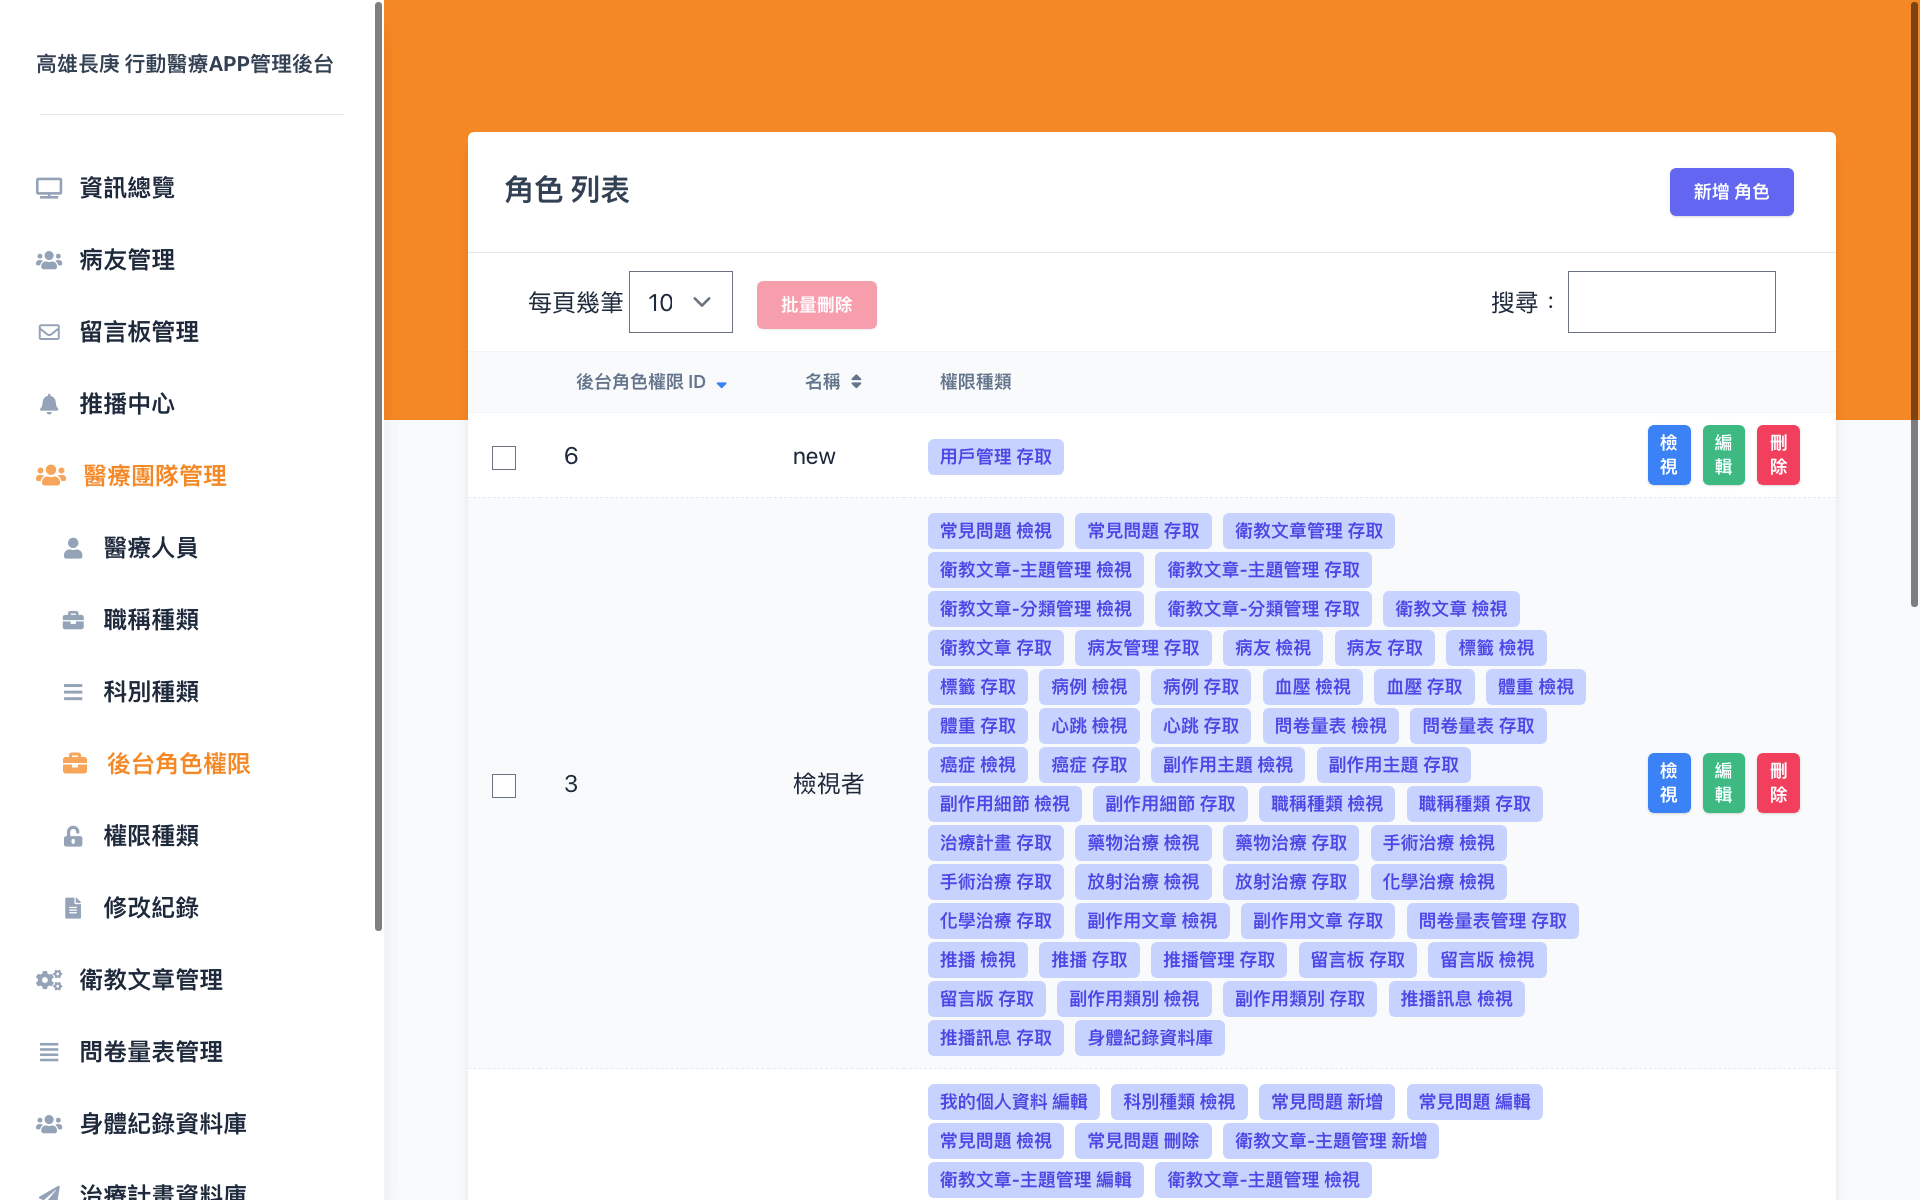 高雄長庚 行動醫療APP管理後台
資訊總覽
病友管理
留言板管理
推播中心
醫療團隊管理
醫療人員
職稱種類
科別種類
後台角色權限
權限種類
修改紀錄
衛教文章管理
問卷量表管理
身體紀錄資料庫
治療計畫資料庫
角色 列表
新增 角色
每頁幾筆 10 批量刪除 搜尋：
後台角色權限 ID 名稱 權限種類
6 new 用戶管理 存取 檢視 編輯 刪除
常見問題 檢視 常見問題 存取 衛教文章管理 存取
衛教文章-主題管理 檢視 衛教文章-主題管理 存取
衛教文章-分類管理 檢視 衛教文章-分類管理 存取 衛教文章 檢視
衛教文章 存取 病友管理 存取 病友 檢視 病友 存取 標籤 檢視
標籤 存取 病例 檢視 病例 存取 血壓 檢視 血壓 存取 體重 檢視
體重 存取 心跳 檢視 心跳 存取 問卷量表 檢視 問卷量表 存取
癌症 檢視 癌症 存取 副作用主題 檢視 副作用主題 存取
3 檢視者 檢視 編輯 刪除
副作用細節 檢視 副作用細節 存取 職稱種類 檢視 職稱種類 存取
治療計畫 存取 藥物治療 檢視 藥物治療 存取 手術治療 檢視
手術治療 存取 放射治療 檢視 放射治療 存取 化學治療 檢視
化學治療 存取 副作用文章 檢視 副作用文章 存取 問卷量表管理 存取
推播 檢視 推播 存取 推播管理 存取 留言板 存取 留言版 檢視
留言版 存取 副作用類別 檢視 副作用類別 存取 推播訊息 檢視
推播訊息 存取 身體紀錄資料庫
我的個人資料 編輯 科別種類 檢視 常見問題 新增 常見問題 編輯
常見問題 檢視 常見問題 刪除 衛教文章-主題管理 新增
衛教文章-主題管理 編輯 衛教文章-主題管理 檢視